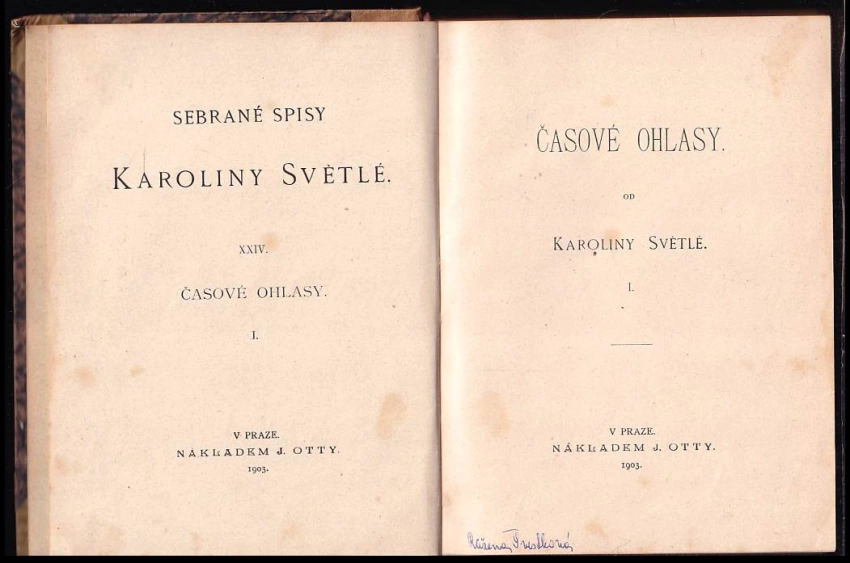 SEBRANÉ SPISY
KAROLINY SVĚTLÉ.
XXIV.
ČASOVÉ OHLASY.
I.
V PRAZE.
NÁKLADEM J. OTTY.
1903.
ČASOVÉ OHLASY.
OD
KAROLINY SVĚTLÉ.
I.
V PRAZE.
NÁKLADEM J. OTTY.
1903.
Růžena